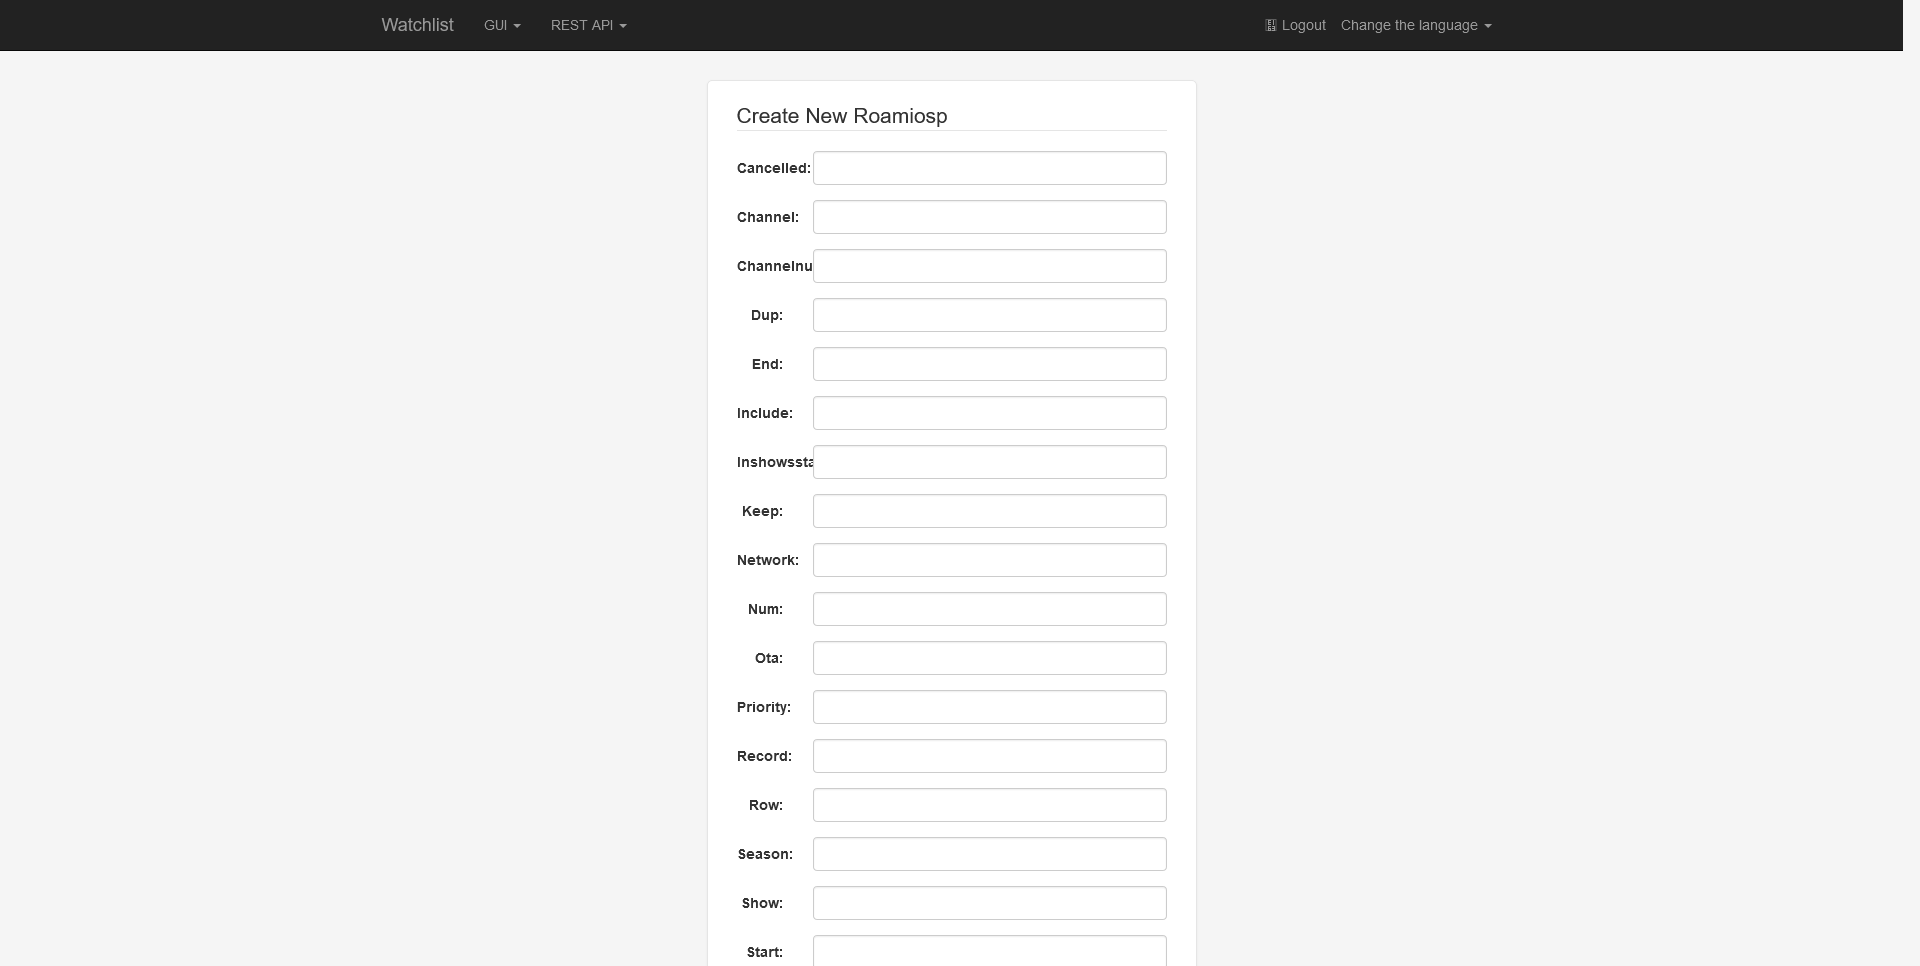 Watchlist GUI REST API Logout Change the language
Create New Roamiosp
Cancelled:
Channel:
Channelnu
Dup:
End:
Include:
Inshowssta
Keep:
Network:
Num:
Ota:
Priority:
Record:
Row:
Season:
Show:
Start: